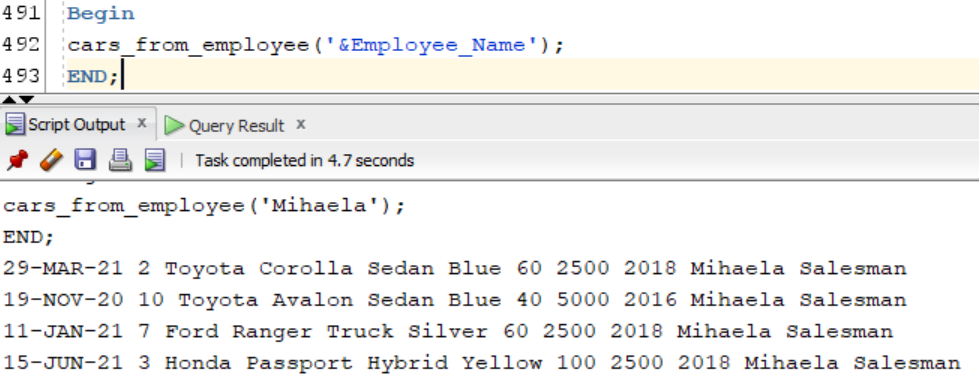 491 Begin
492 cars_from_employee('&Employee_Name');
493 END;
Script Output x Query Result x
Task completed in 4.7 seconds
cars_from_employee('Mihaela');
END;
29-MAR-21 2 Toyota Corolla Sedan Blue 60 2500 2018 Mihaela Salesman
19-NOV-20 10 Toyota Avalon Sedan Blue 40 5000 2016 Mihaela Salesman
11-JAN-21 7 Ford Ranger Truck Silver 60 2500 2018 Mihaela Salesman
15-JUN-21 3 Honda Passport Hybrid Yellow 100 2500 2018 Mihaela Salesman